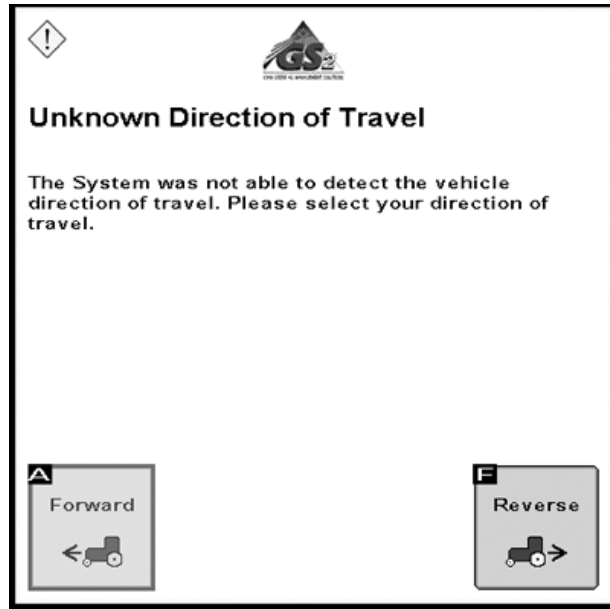 GS2
Unknown Direction of Travel
The System was not able to detect the vehicle
direction of travel. Please select your direction of
travel.
A
Forward
F
Reverse